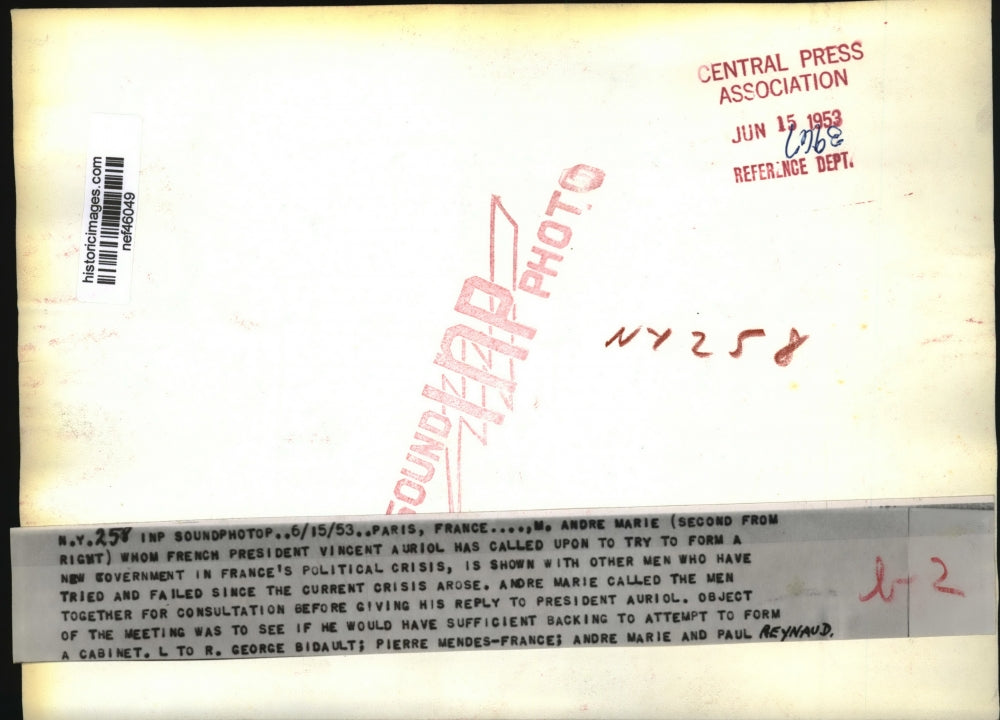 CENTRAL PRESS
ASSOCIATION
JUN 15 1953
3967
REFERENCE DEPT.
historicimages.com
nef46049
SOUND INP PHOTO
NY258
N.Y.258 INP SOUNDPHOTOP..6/15/53..PARIS, FRANCE....,M. ANDRE MARIE (SECOND FROM
RIGHT) WHOM FRENCH PRESIDENT VINCENT AURIOL HAS CALLED UPON TO TRY TO FORM A
NEW GOVERNMENT IN FRANCE'S POLITICAL CRISIS, IS SHOWN WITH OTHER MEN WHO HAVE
TRIED AND FAILED SINCE THE CURRENT CRISIS AROSE. ANDRE MARIE CALLED THE MEN
TOGETHER FOR CONSULTATION BEFORE GIVING HIS REPLY TO PRESIDENT AURIOL. OBJECT
OF THE MEETING WAS TO SEE IF HE WOULD HAVE SUFFICIENT BACKING TO ATTEMPT TO FORM
A CABINET. L TO R. GEORGE BIDAULT; PIERRE MENDES-FRANCE; ANDRE MARIE AND PAUL REYNAUD.
b-2